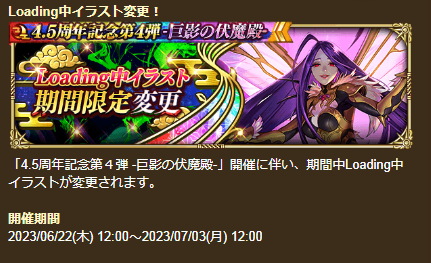 Loading中イラスト変更！
4.5周年記念第4弾 -巨影の伏魔殿-
Loading中イラスト
期間限定変更
「4.5周年記念第４弾 -巨影の伏魔殿-」開催に伴い、期間中Loading中
イラストが変更されます。
開催期間
2023/06/22(木) 12:00～2023/07/03(月) 12:00